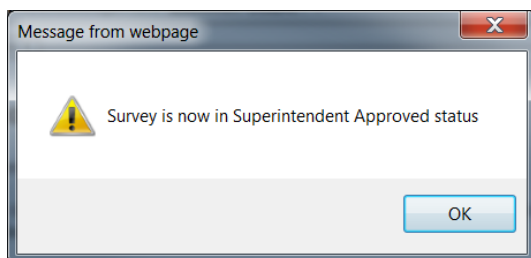 Message from webpage
Survey is now in Superintendent Approved status
OK